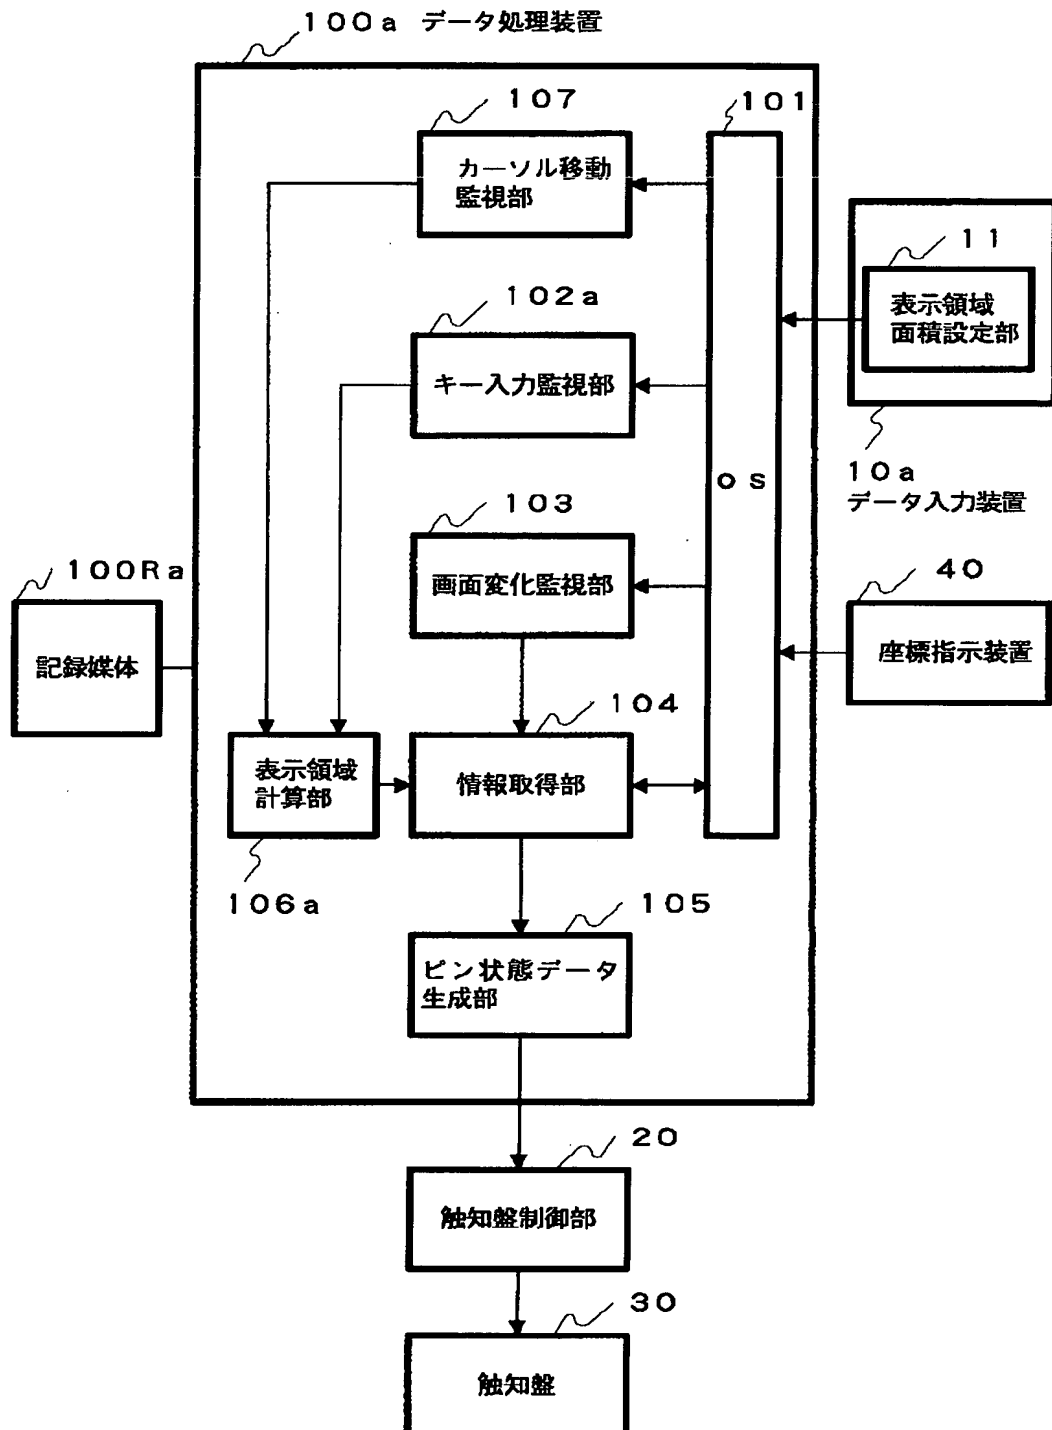 100a データ処理装置
107
101
カーソル移動
監視部
11
表示領域
面積設定部
102a
キー入力監視部
OS
10a
データ入力装置
103
画面変化監視部
100Ra
記録媒体
40
座標指示装置
104
表示領域
計算部
情報取得部
106a
105
ピン状態データ
生成部
20
触知盤制御部
30
触知盤